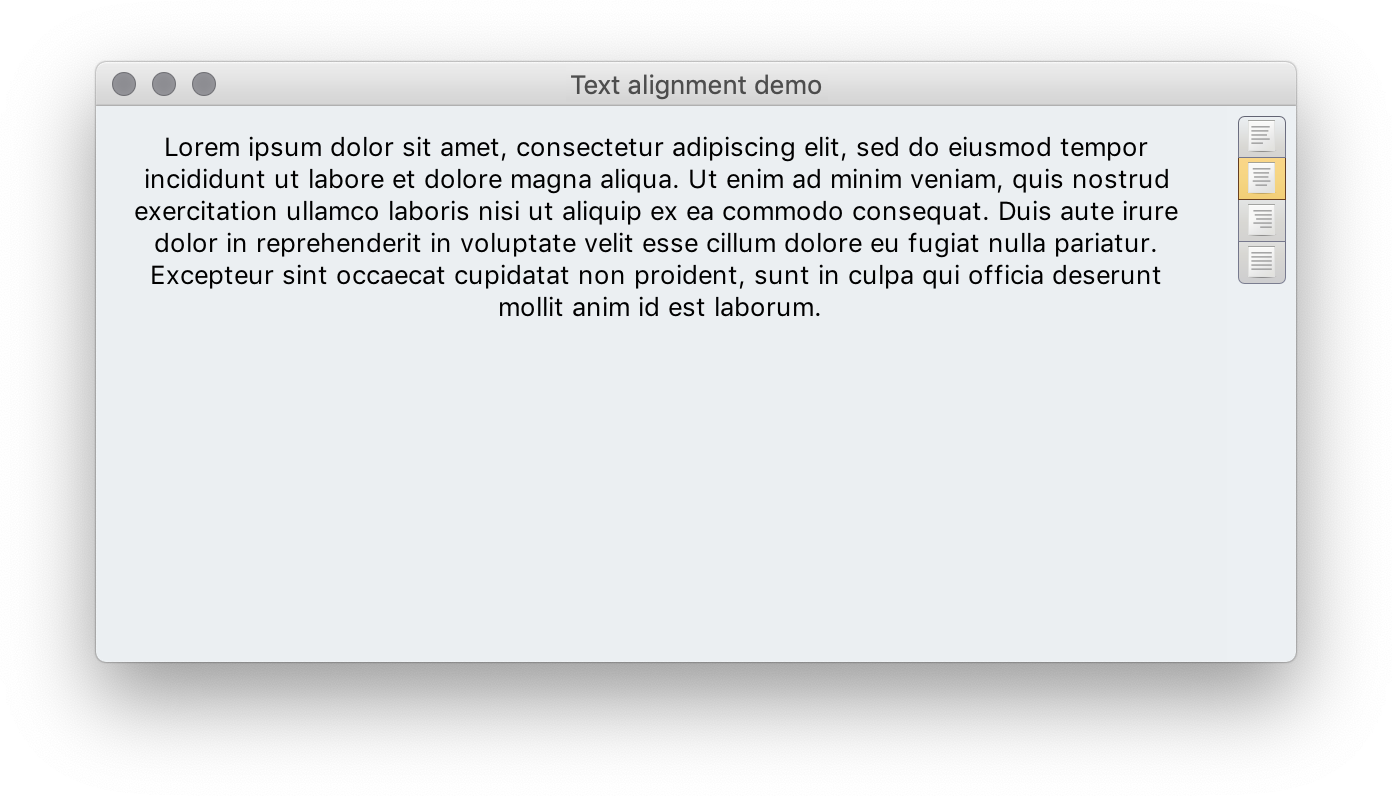 Text alignment demo
Lorem ipsum dolor sit amet, consectetur adipiscing elit, sed do eiusmod tempor
incididunt ut labore et dolore magna aliqua. Ut enim ad minim veniam, quis nostrud
exercitation ullamco laboris nisi ut aliquip ex ea commodo consequat. Duis aute irure
dolor in reprehenderit in voluptate velit esse cillum dolore eu fugiat nulla pariatur.
Excepteur sint occaecat cupidatat non proident, sunt in culpa qui officia deserunt
mollit anim id est laborum.